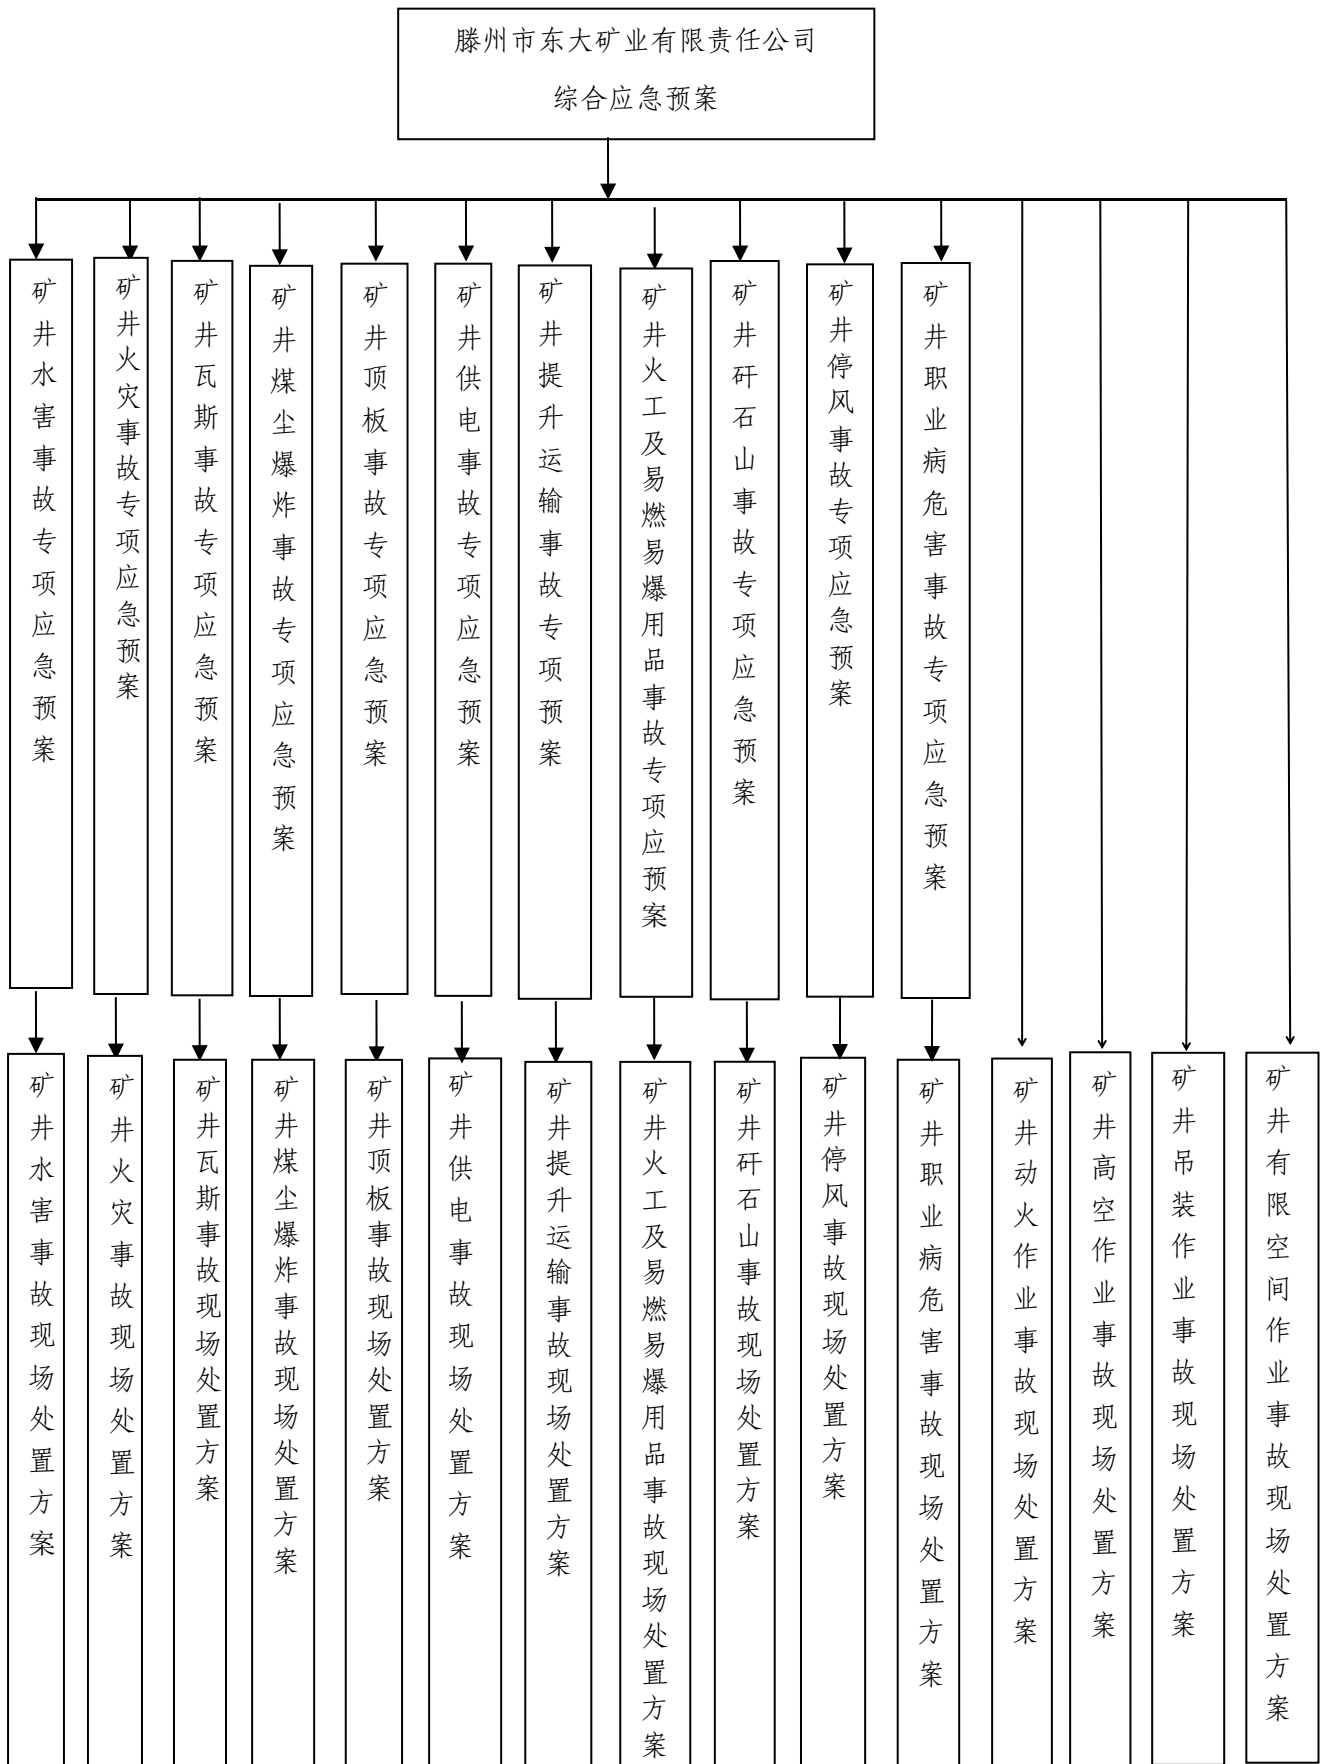 滕州市东大矿业有限责任公司
综合应急预案
矿井水害事故专项应急预案
矿井火灾事故专项应急预案
矿井瓦斯事故专项应急预案
矿井煤尘爆炸事故专项应急预案
矿井顶板事故专项应急预案
矿井供电事故专项应急预案
矿井提升运输事故专项预案
矿井火工及易燃易爆用品事故专项应预案
矿井矸石山事故专项应急预案
矿井停风事故专项应急预案
矿井职业病危害事故专项应急预案
矿井水害事故现场处置方案
矿井火灾事故现场处置方案
矿井瓦斯事故现场处置方案
矿井煤尘爆炸事故现场处置方案
矿井顶板事故现场处置方案
矿井供电事故现场处置方案
矿井提升运输事故现场处置方案
矿井火工及易燃易爆用品事故现场处置方案
矿井矸石山事故现场处置方案
矿井停风事故现场处置方案
矿井职业病危害事故现场处置方案
矿井动火作业事故现场处置方案
矿井高空作业事故现场处置方案
矿井吊装作业事故现场处置方案
矿井有限空间作业事故现场处置方案